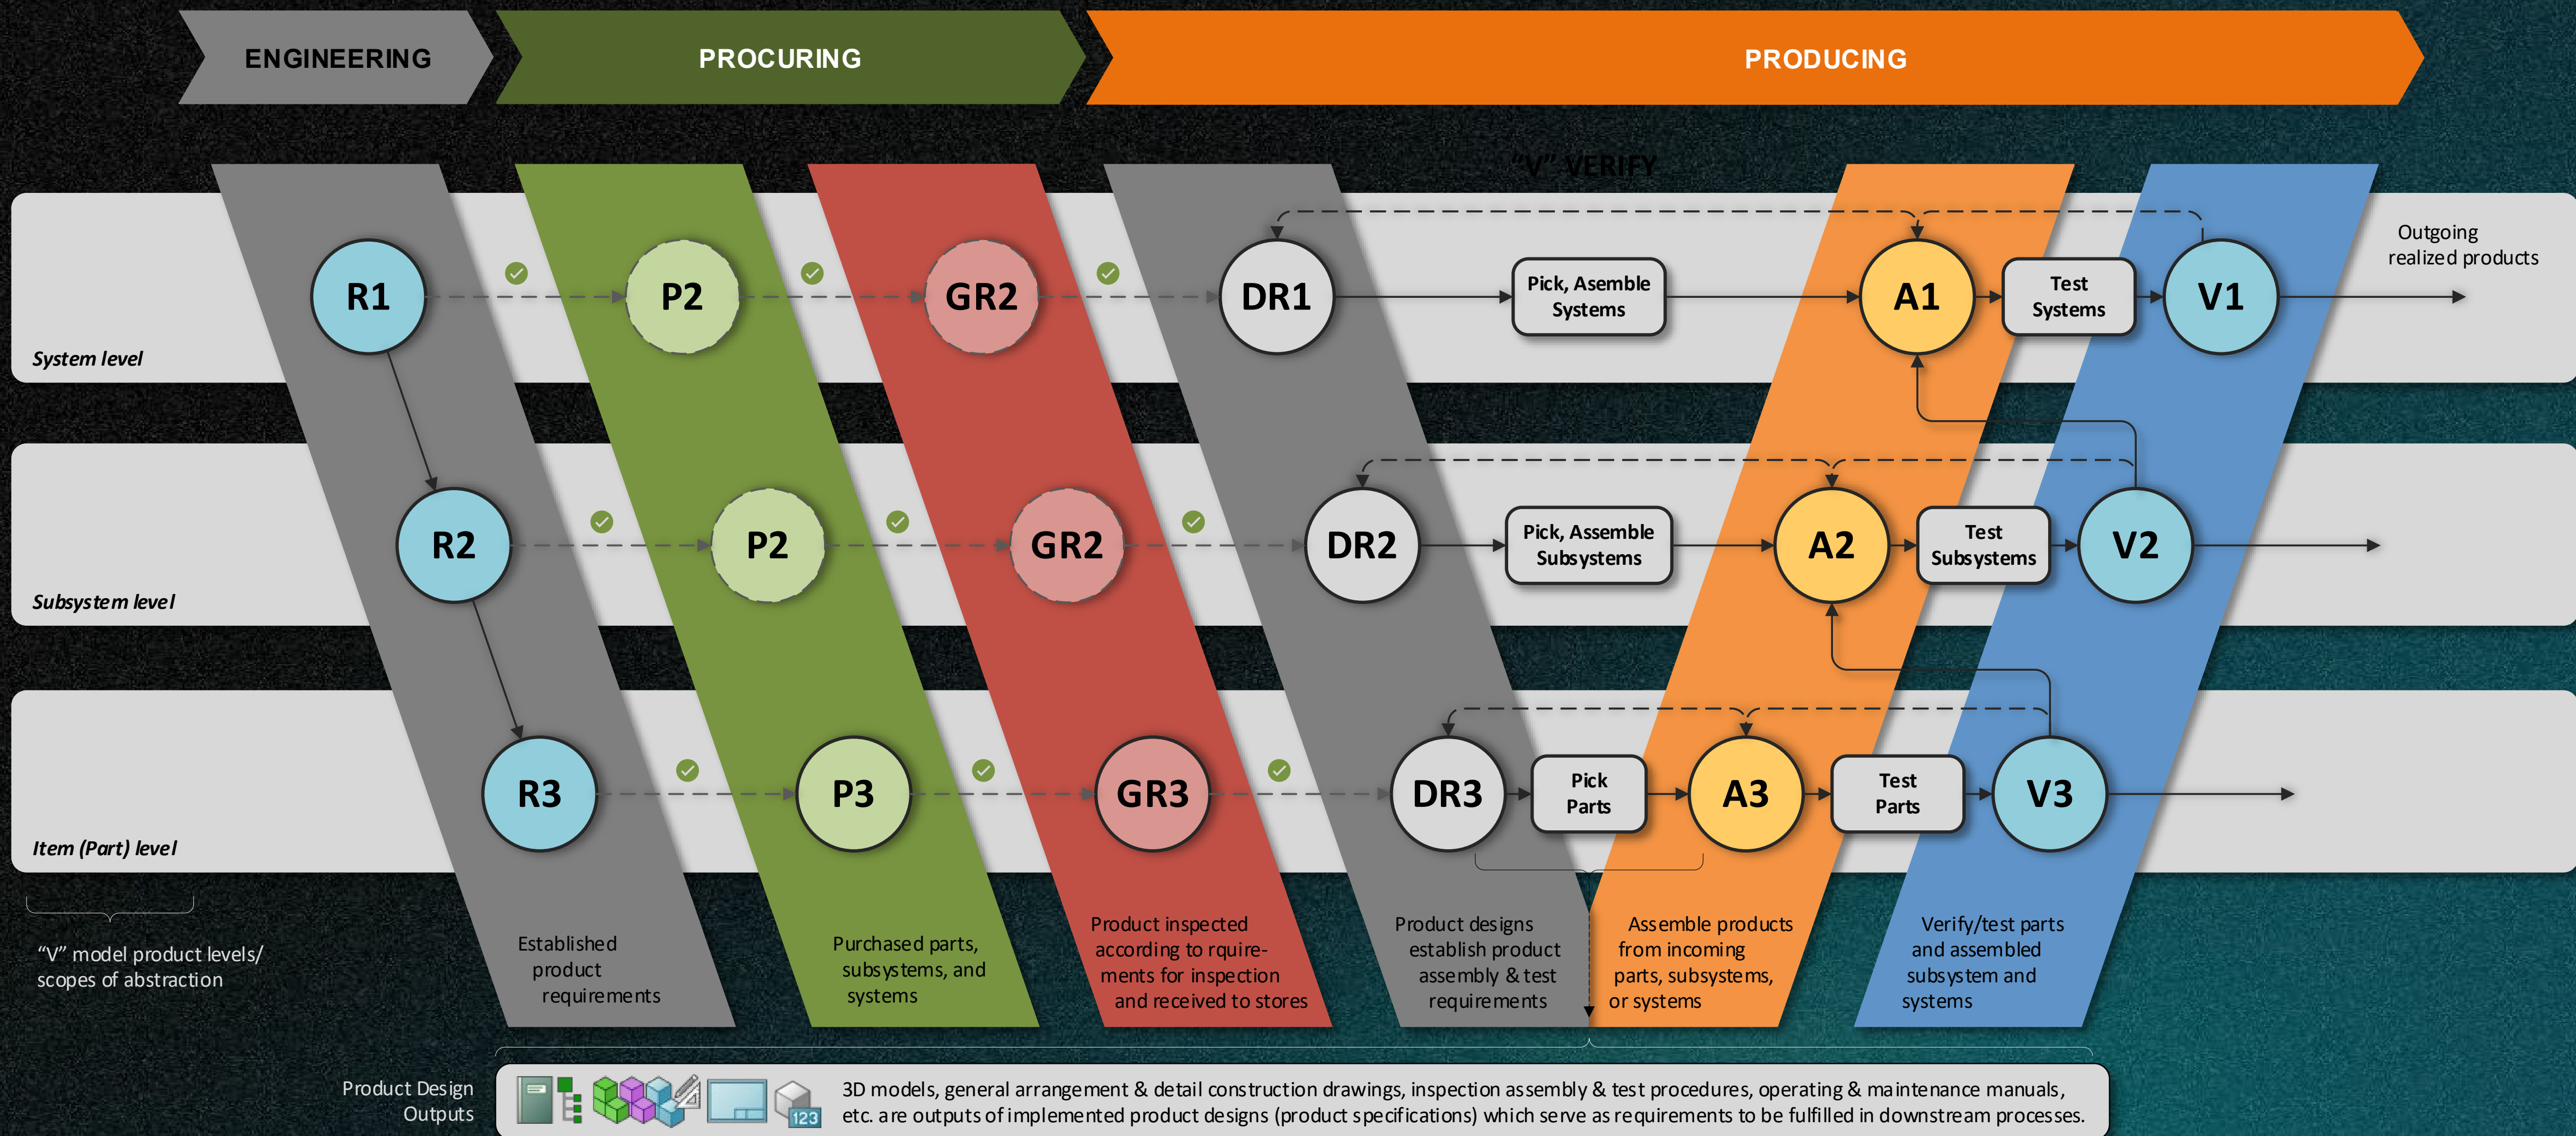 ENGINEERING
PROCURING
PRODUCING
“V” VERIFY
R1
P2
GR2
DR1
Pick, Asemble
Systems
A1
Test
Systems
V1
Outgoing
realized products
System level
R2
P2
GR2
DR2
Pick, Assemble
Subsystems
A2
Test
Subsystems
V2
Subsystem level
R3
P3
GR3
DR3
Pick
Parts
A3
Test
Parts
V3
Item (Part) level
“V” model product levels/
scopes of abstraction
Established
product
requirements
Purchased parts,
subsystems, and
systems
Product inspected
according to rquire-
ments for inspection
and received to stores
Product designs
establish product
assembly & test
requirements
Assemble products
from incoming
parts, subsystems,
or systems
Verify/test parts
and assembled
subsystem and
systems
Product Design
Outputs
123
3D models, general arrangement & detail construction drawings, inspection assembly & test procedures, operating & maintenance manuals,
etc. are outputs of implemented product designs (product specifications) which serve as requirements to be fulfilled in downstream processes.